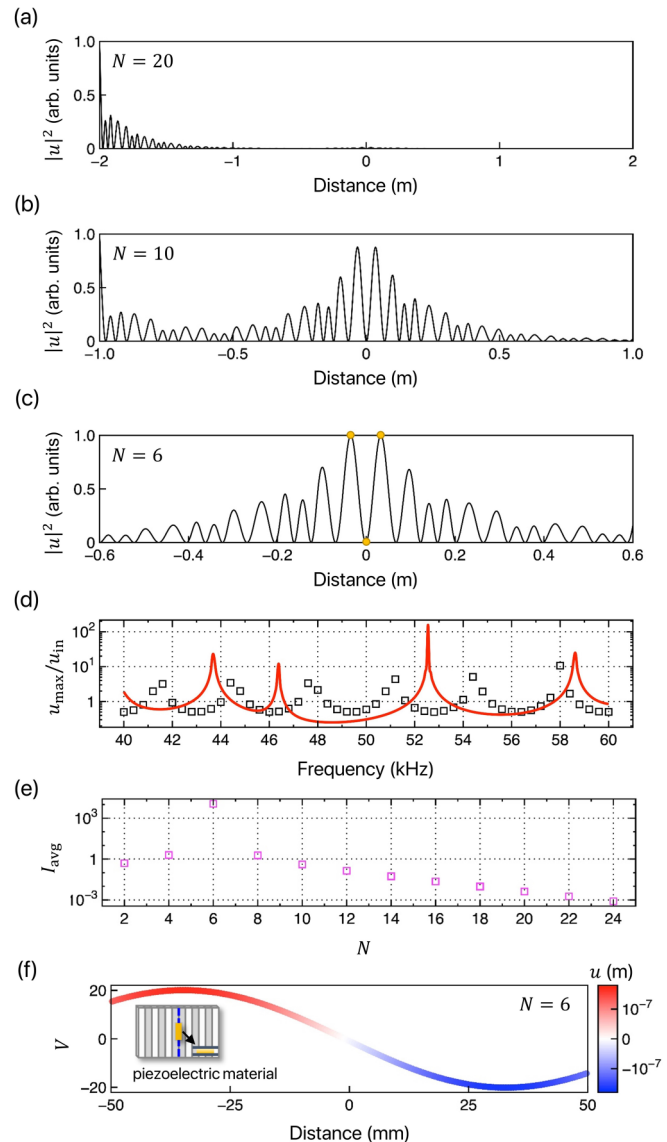 (a)
1.0
N = 20
0.5
0
|u|² (arb. units)
-2 -1 0 1 2
Distance (m)
(b)
1.0
N = 10
0.5
0
|u|² (arb. units)
-1.0 -0.5 0 0.5 1.0
Distance (m)
(c)
1.0
N = 6
0.5
0
|u|² (arb. units)
-0.6 -0.4 -0.2 0 0.2 0.4 0.6
Distance (m)
(d)
10²
10¹
1
u_max/u_in
40 42 44 46 48 50 52 54 56 58 60
Frequency (kHz)
(e)
10³
1
10⁻³
I_avg
2 4 6 8 10 12 14 16 18 20 22 24
N
(f)
u (m)
20
N = 6
10⁻⁷
0
0
-10⁻⁷
V
piezoelectric material
-20
-50 -25 0 25 50
Distance (mm)